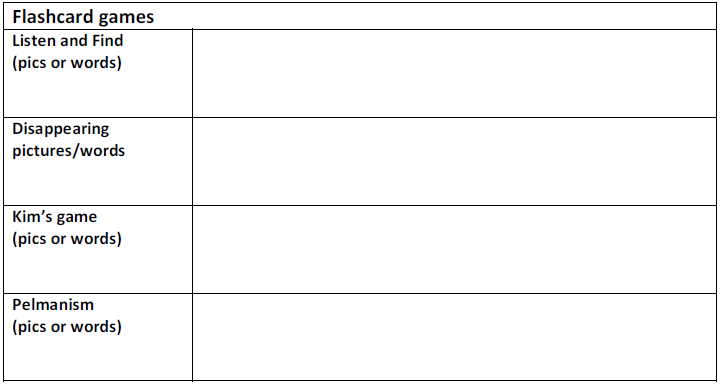 Flashcard games
Listen and Find
(pics or words)
Disappearing
pictures/words
Kim’s game
(pics or words)
Pelmanism
(pics or words)